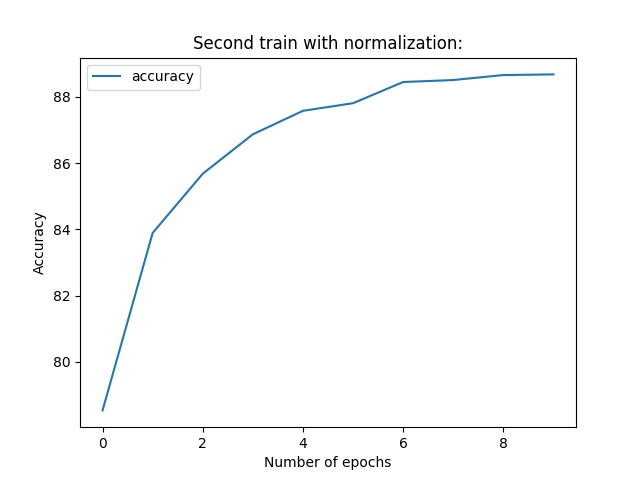 Second train with normalization:
accuracy
88
86
84
82
80
Accuracy
0 2 4 6 8
Number of epochs